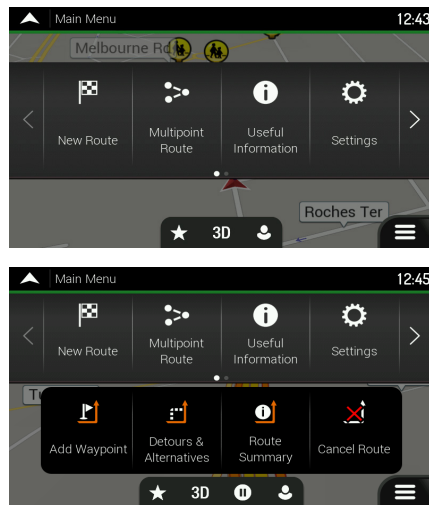 Main Menu 12:43
Melbourne Rd
New Route
Multipoint
Route
Useful
Information
Settings
Roches Ter
3D
Main Menu 12:45
New Route
Multipoint
Route
Useful
Information
Settings
Add Waypoint
Detours &
Alternatives
Route
Summary
Cancel Route
3D